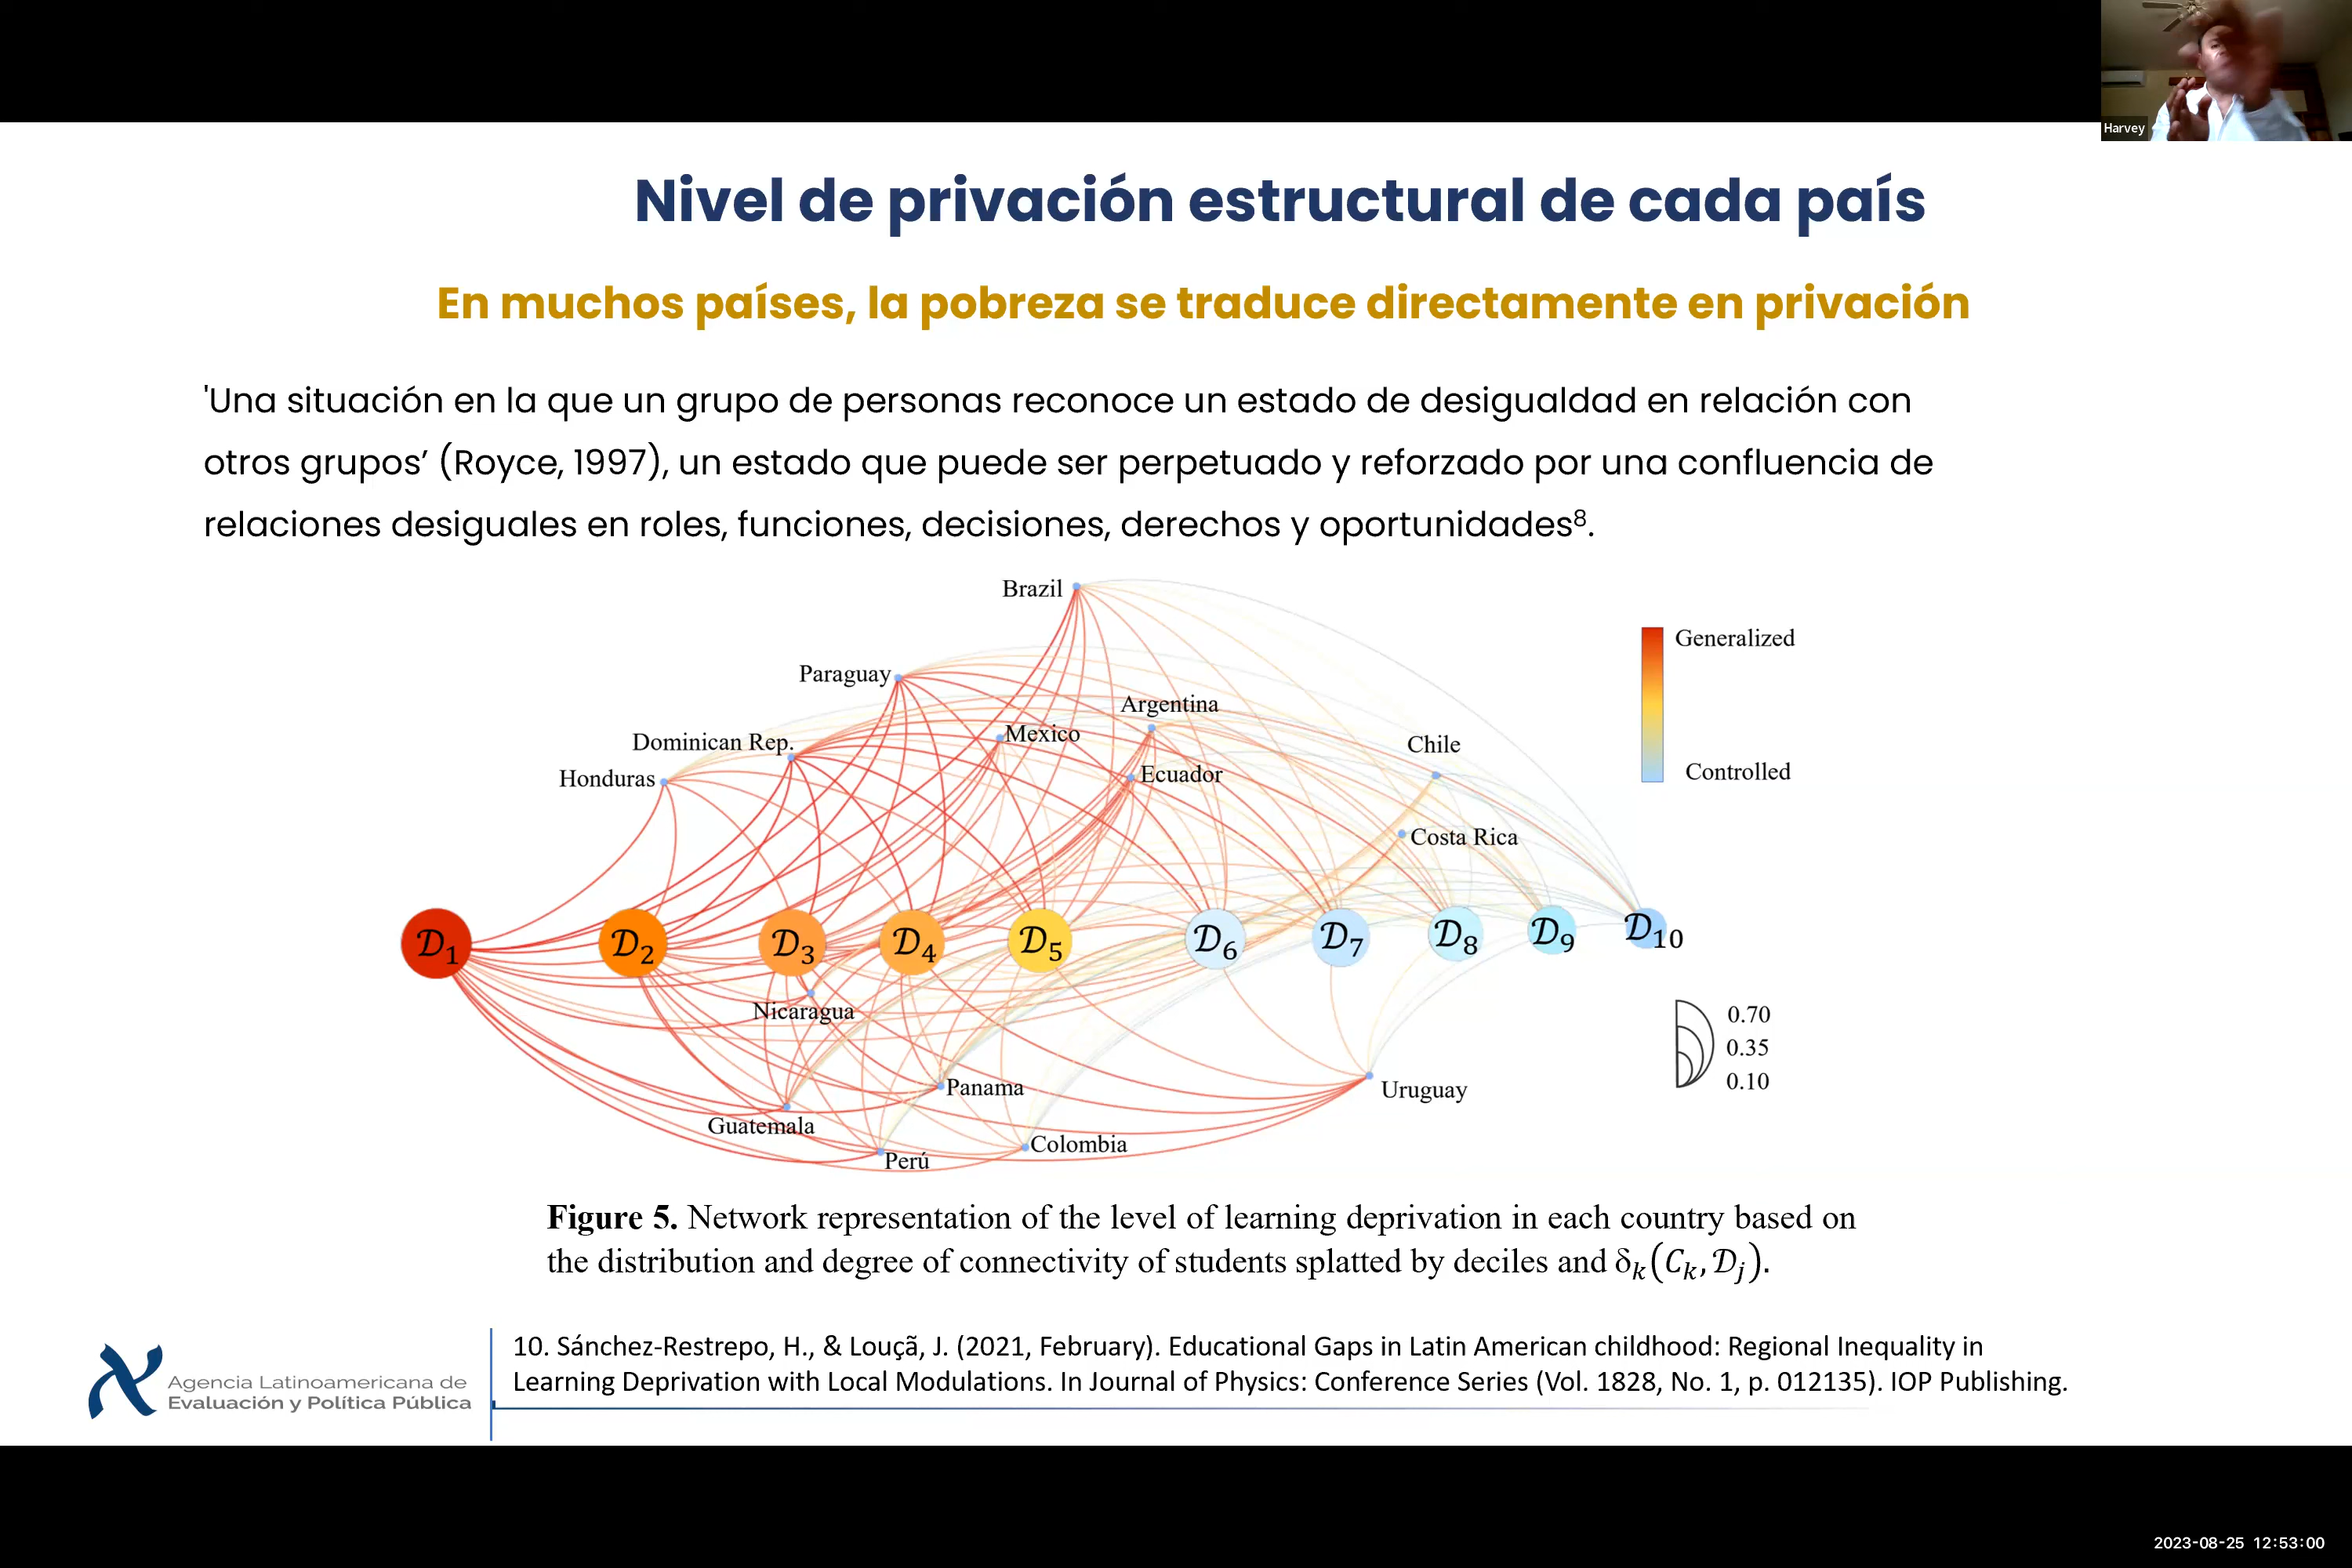 Harvey
Nivel de privación estructural de cada país
En muchos países, la pobreza se traduce directamente en privación
'Una situación en la que un grupo de personas reconoce un estado de desigualdad en relación con
otros grupos’ (Royce, 1997), un estado que puede ser perpetuado y reforzado por una confluencia de
relaciones desiguales en roles, funciones, decisiones, derechos y oportunidades⁸.
Brazil
Paraguay
Argentina
Mexico
Dominican Rep.
Chile
Honduras
Ecuador
Costa Rica
Generalized
Controlled
𝒟1 𝒟2 𝒟3 𝒟4 𝒟5 𝒟6 𝒟7 𝒟8 𝒟9 𝒟10
Nicaragua
Panama
Uruguay
Guatemala
Colombia
Perú
0.70
0.35
0.10
Figure 5. Network representation of the level of learning deprivation in each country based on
the distribution and degree of connectivity of students splatted by deciles and δk(Ck, 𝒟j).
Agencia Latinoamericana de
Evaluación y Política Pública
10. Sánchez-Restrepo, H., & Louçã, J. (2021, February). Educational Gaps in Latin American childhood: Regional Inequality in
Learning Deprivation with Local Modulations. In Journal of Physics: Conference Series (Vol. 1828, No. 1, p. 012135). IOP Publishing.
2023-08-25 12:53:00